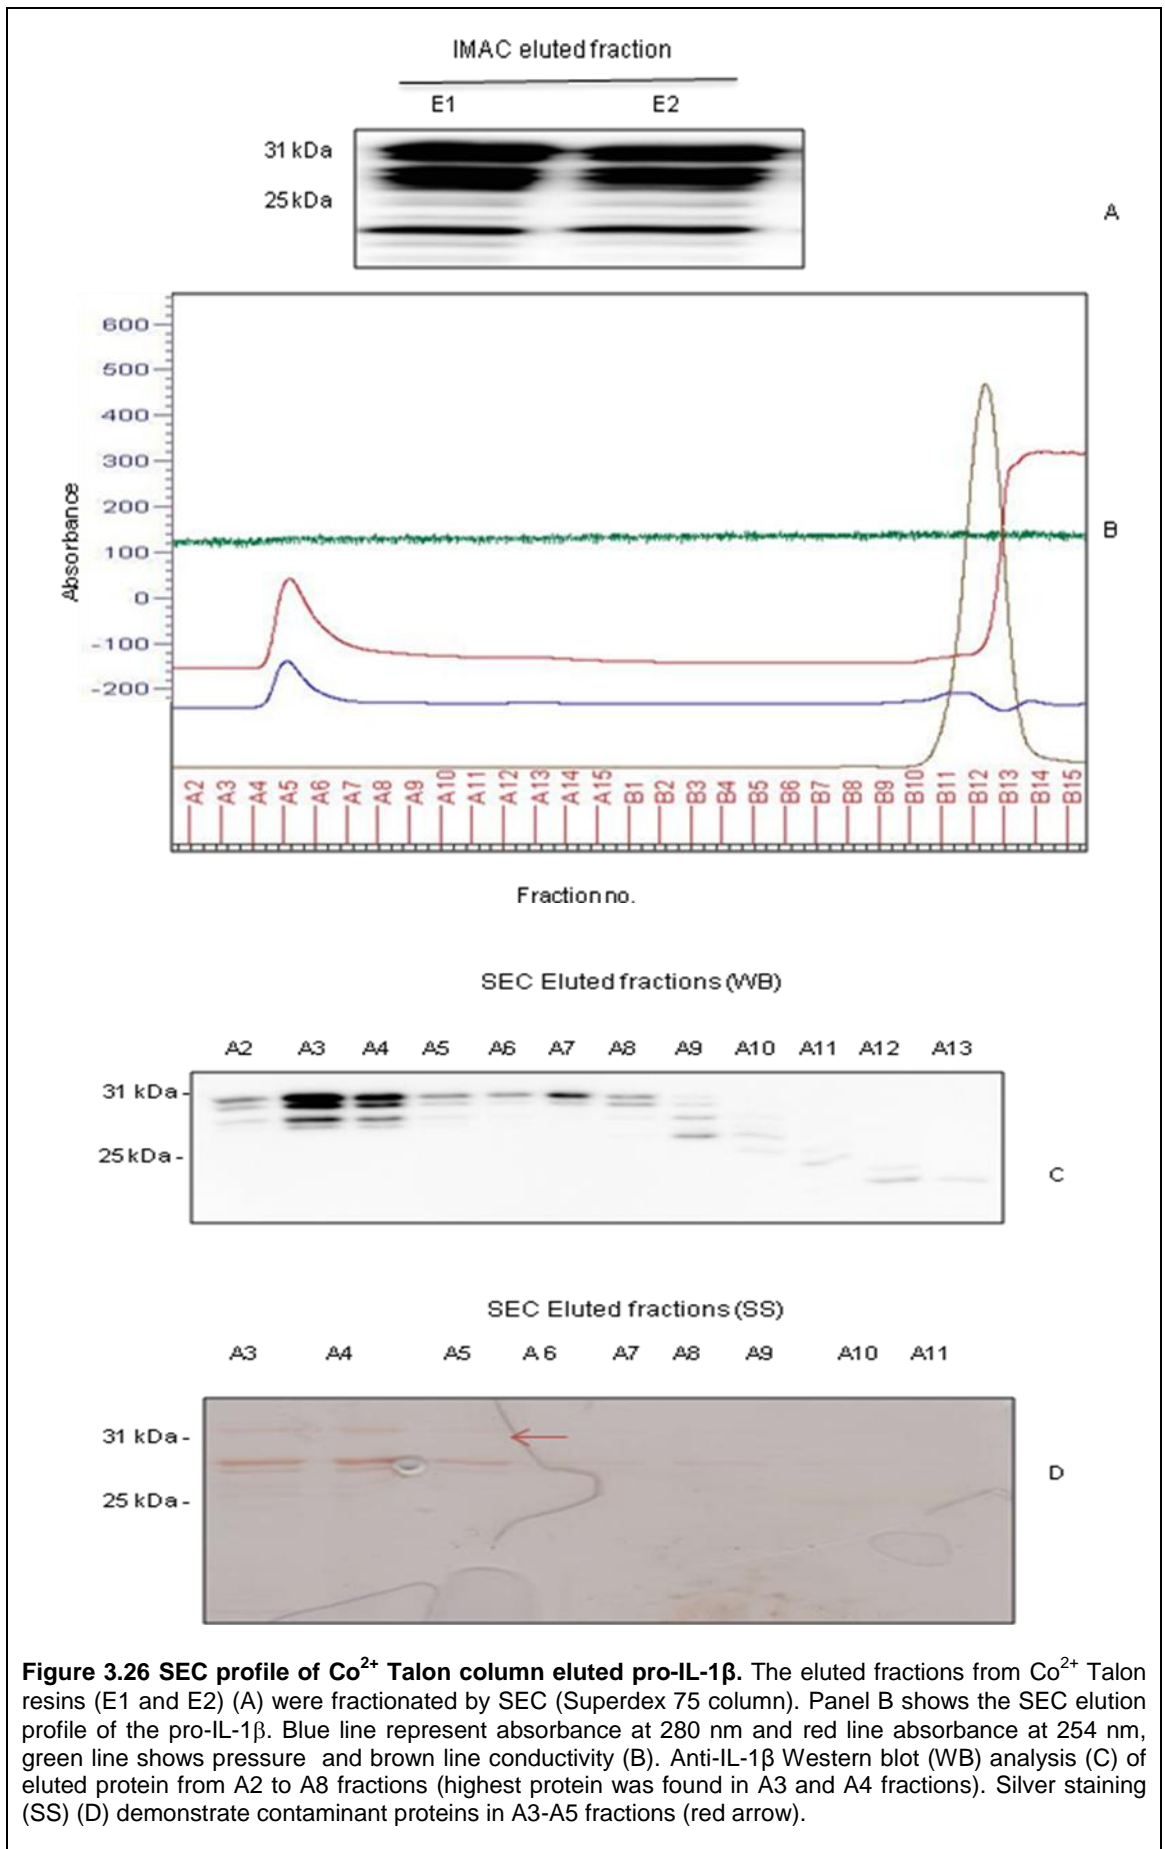 IMAC eluted fraction
E1 E2
31 kDa
25 kDa
A
600
500
400
300
200
100
0
-100
-200
Absorbance
B
A2 A3 A4 A5 A6 A7 A8 A9 A10 A11 A12 A13 A14 A15 B1 B2 B3 B4 B5 B6 B7 B8 B9 B10 B11 B12 B13 B14 B15
Fraction no.
SEC Eluted fractions (WB)
A2 A3 A4 A5 A6 A7 A8 A9 A10 A11 A12 A13
31 kDa-
25 kDa-
C
SEC Eluted fractions (SS)
A3 A4 A5 A6 A7 A8 A9 A10 A11
31 kDa-
25 kDa-
D
Figure 3.26 SEC profile of Co2+ Talon column eluted pro-IL-1β. The eluted fractions from Co2+ Talon
resins (E1 and E2) (A) were fractionated by SEC (Superdex 75 column). Panel B shows the SEC elution
profile of the pro-IL-1β. Blue line represent absorbance at 280 nm and red line absorbance at 254 nm,
green line shows pressure and brown line conductivity (B). Anti-IL-1β Western blot (WB) analysis (C) of
eluted protein from A2 to A8 fractions (highest protein was found in A3 and A4 fractions). Silver staining
(SS) (D) demonstrate contaminant proteins in A3-A5 fractions (red arrow).